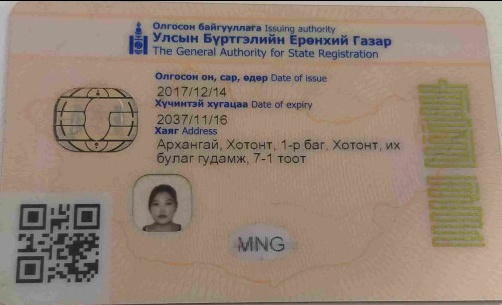 Олгосон байгууллага Issuing authority
Улсын Бүртгэлийн Ерөнхий Газар
The General Authority for State Registration
Олгосон он, сар, өдөр Date of issue
2017/12/14
Хүчинтэй хугацаа Date of expiry
2037/11/16
Хаяг Address
Архангай, Хотонт, 1-р баг, Хотонт, их
булаг гудамж, 7-1 тоот
MNG